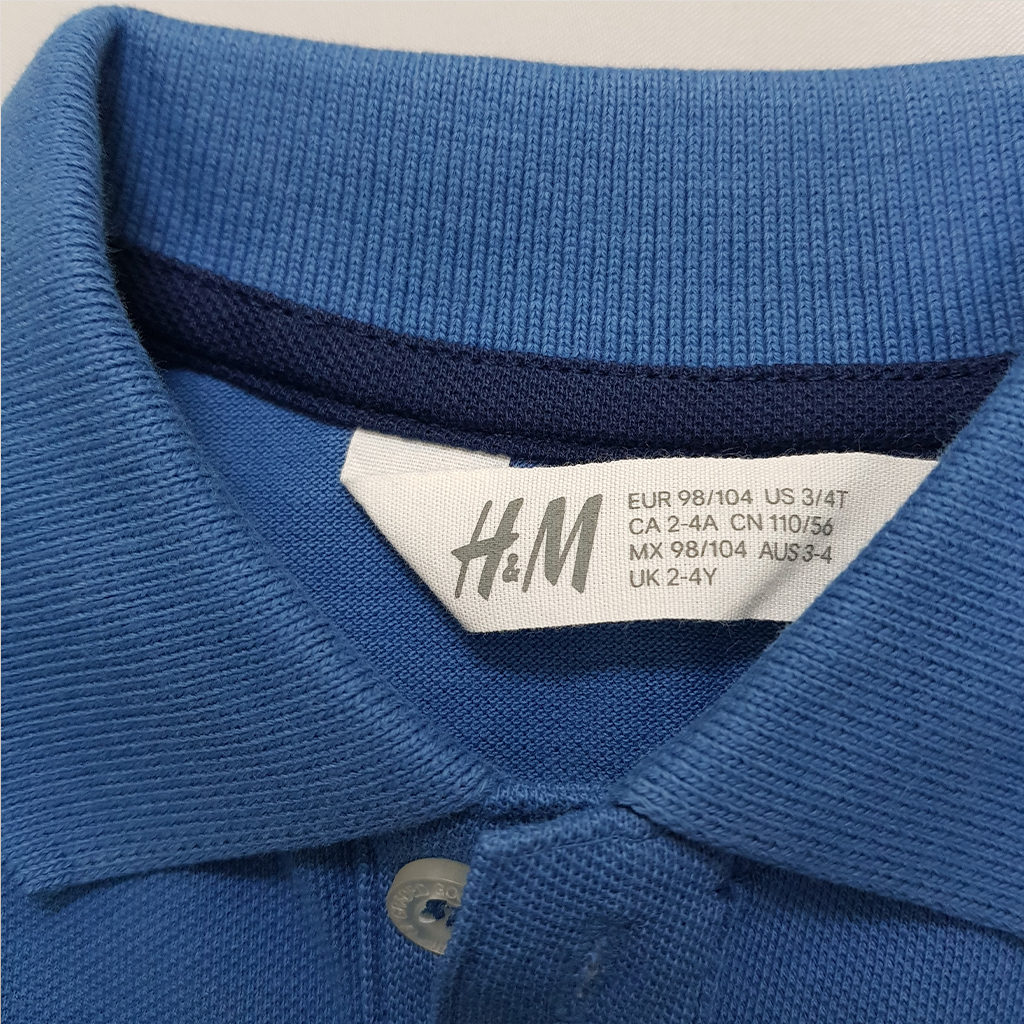 H&M
EUR 98/104 US 3/4T
CA 2-4A CN 110/56
MX 98/104 AUS 3-4
UK 2-4Y